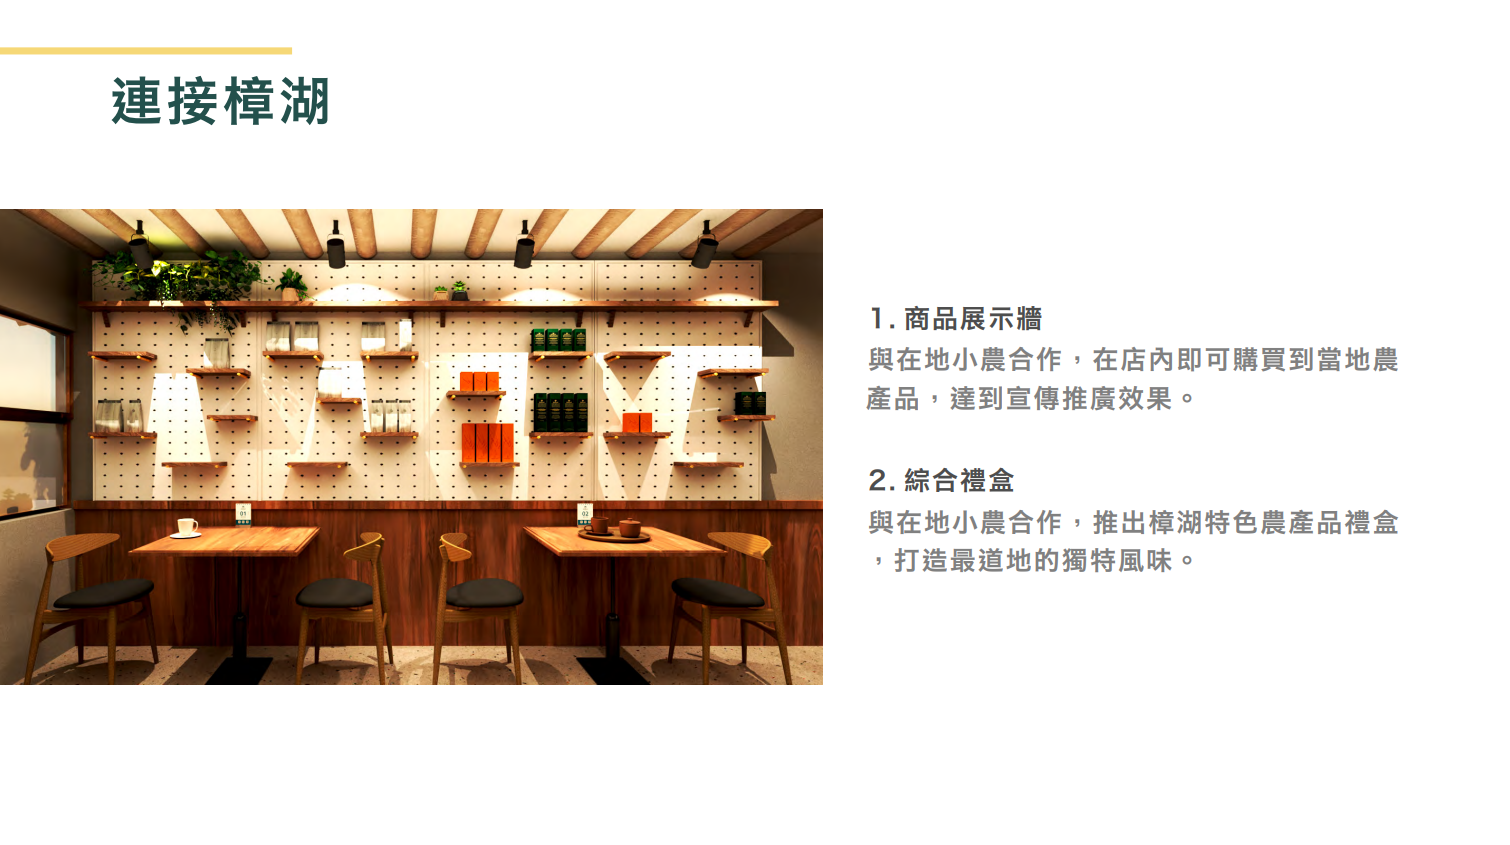 連接樟湖
1. 商品展示牆
與在地小農合作，在店內即可購買到當地農
產品，達到宣傳推廣效果。
2. 綜合禮盒
與在地小農合作，推出樟湖特色農產品禮盒
，打造最道地的獨特風味。
01
02